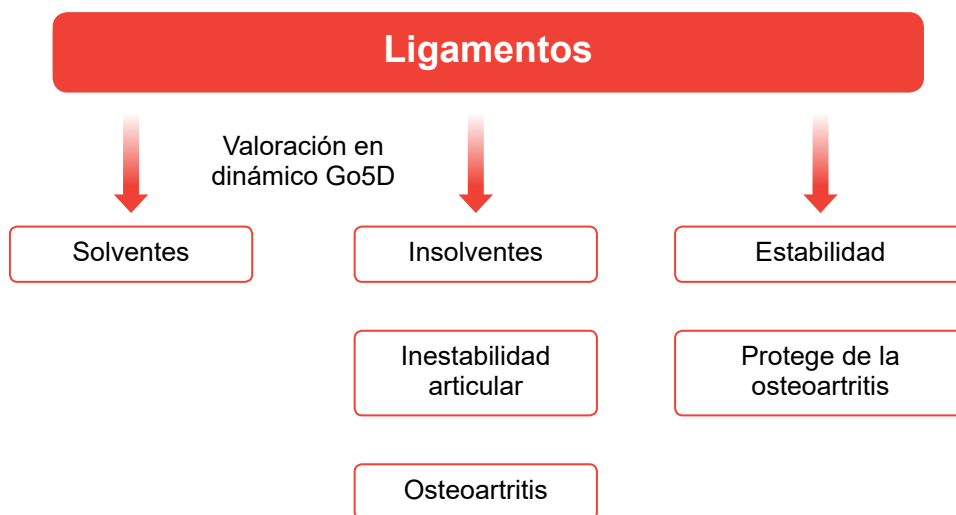 Ligamentos
Valoración en
dinámico Go5D
Solventes
Insolventes
Estabilidad
Inestabilidad
articular
Protege de la
osteoartritis
Osteoartritis